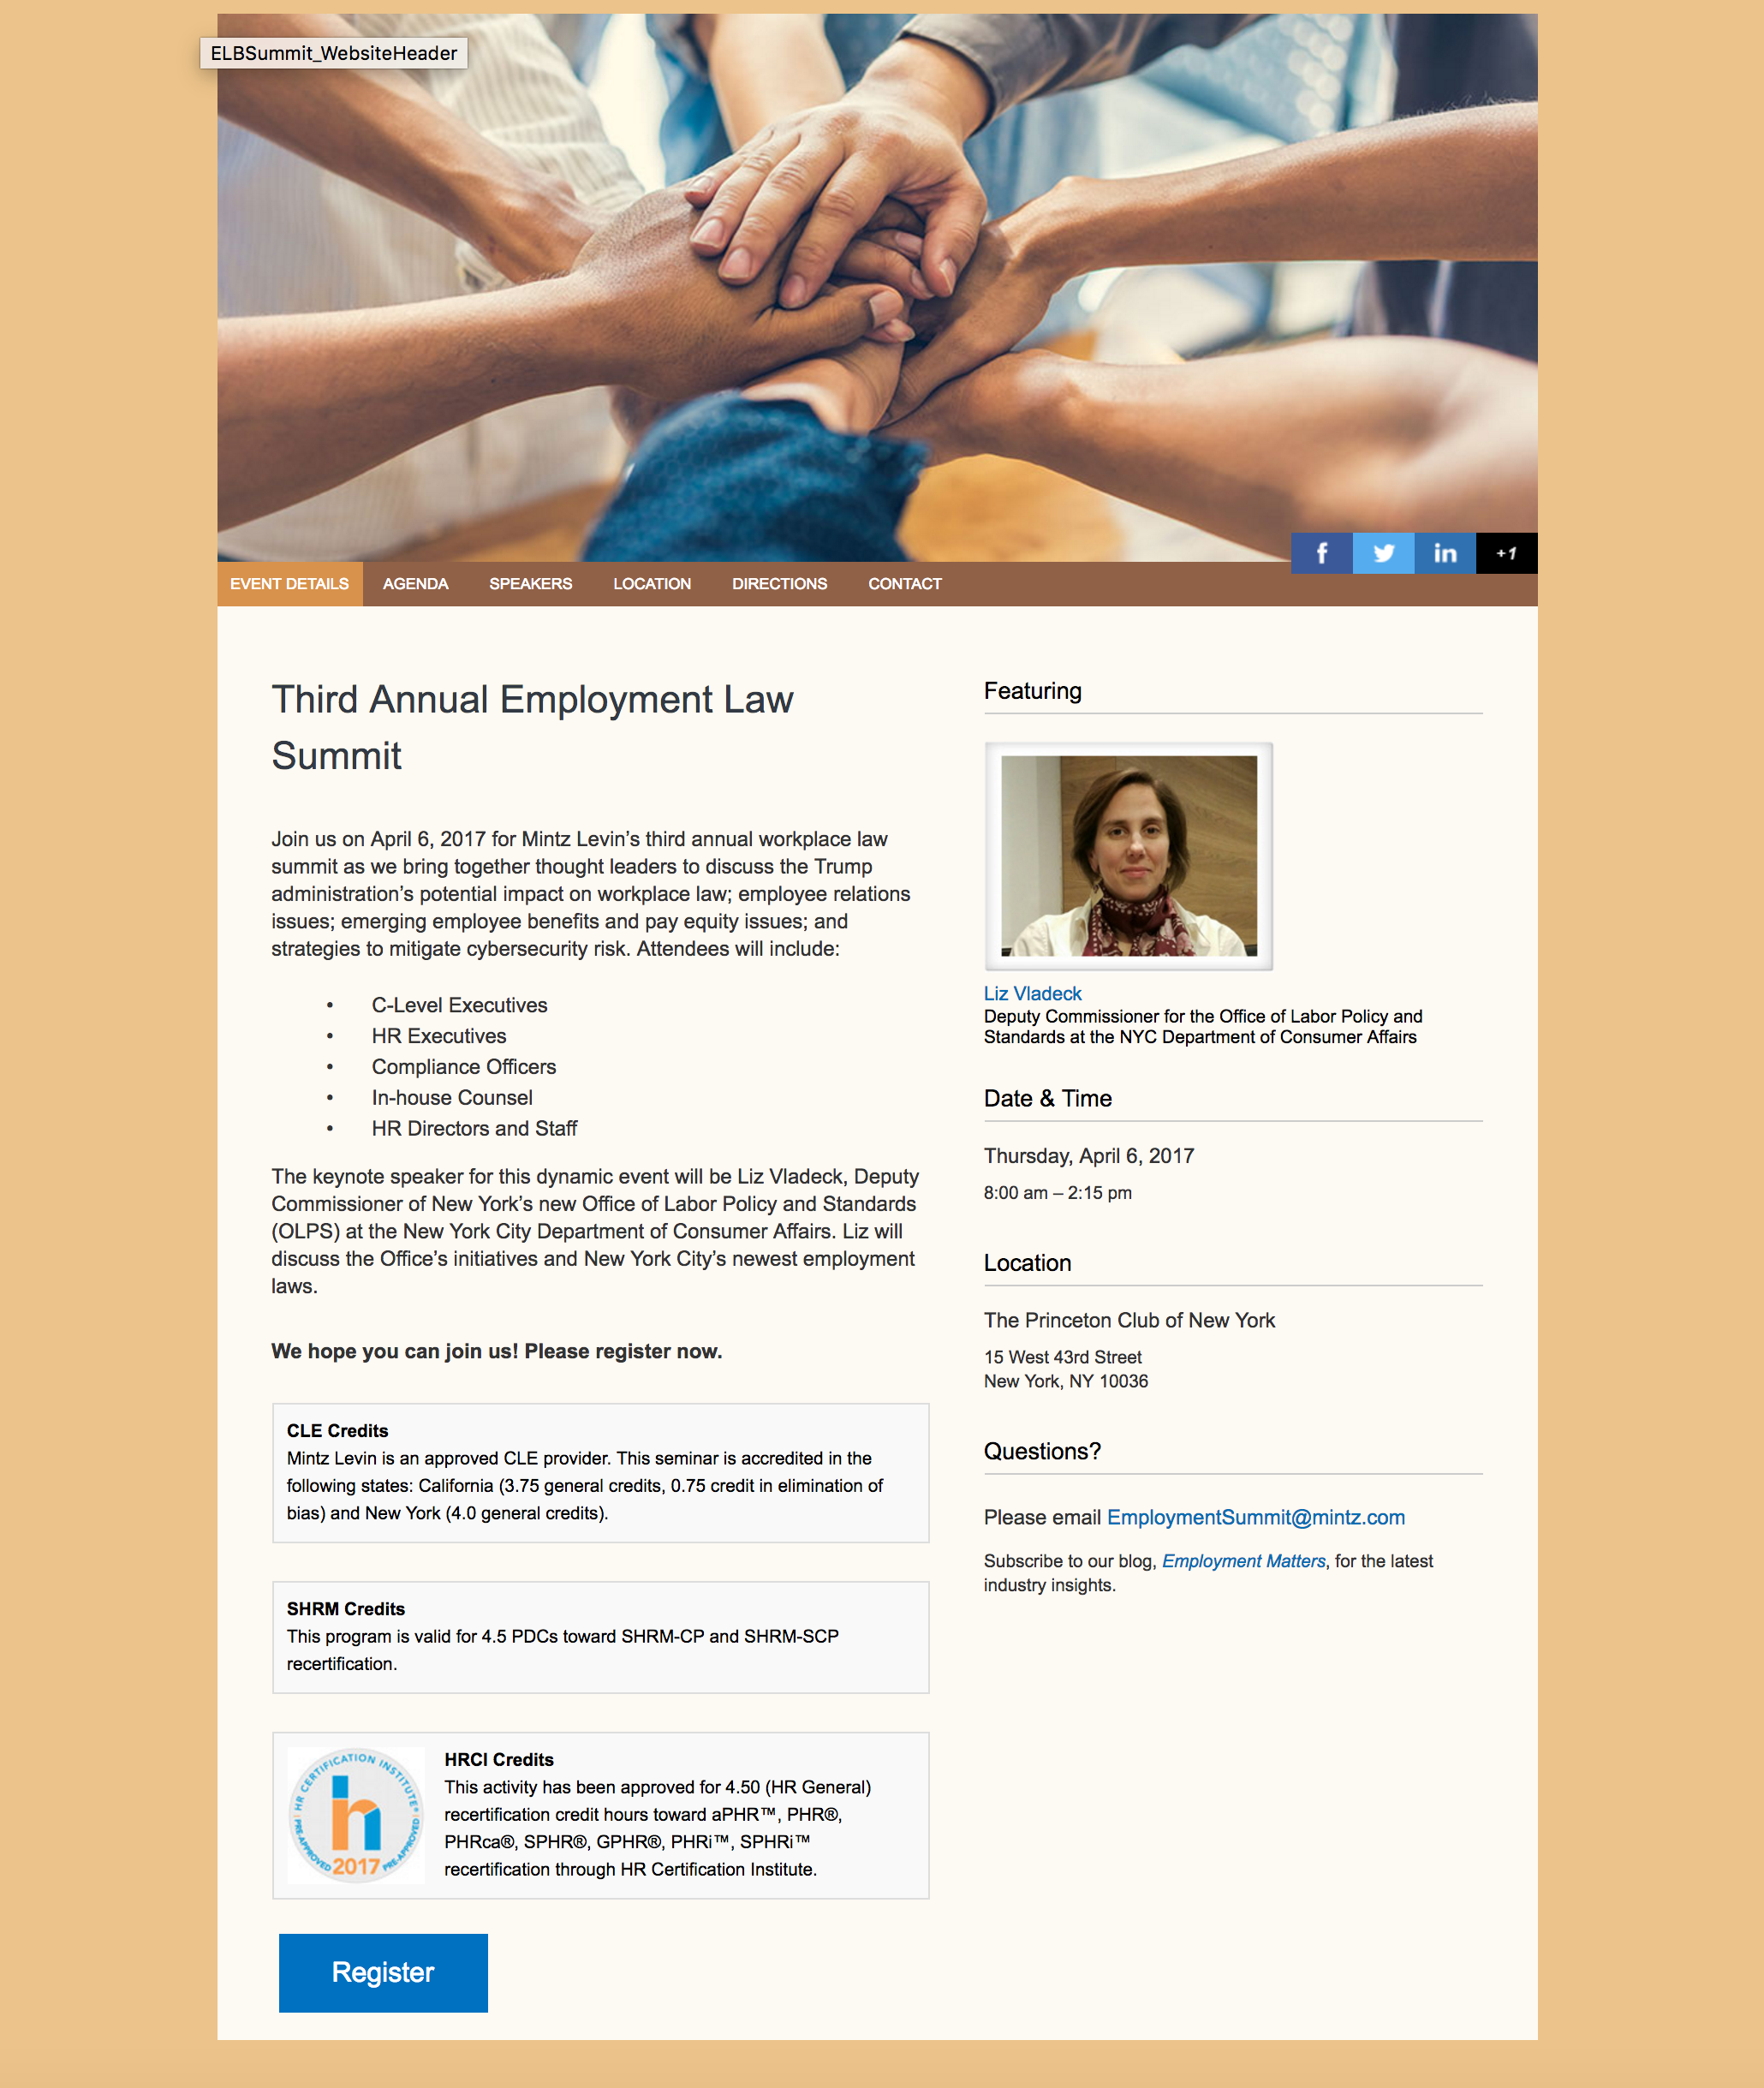 ELBSummit_WebsiteHeader
f
in
+1
EVENT DETAILS AGENDA SPEAKERS LOCATION DIRECTIONS CONTACT
Third Annual Employment Law
Summit
Join us on April 6, 2017 for Mintz Levin’s third annual workplace law
summit as we bring together thought leaders to discuss the Trump
administration’s potential impact on workplace law; employee relations
issues; emerging employee benefits and pay equity issues; and
strategies to mitigate cybersecurity risk. Attendees will include:
• C-Level Executives
• HR Executives
• Compliance Officers
• In-house Counsel
• HR Directors and Staff
The keynote speaker for this dynamic event will be Liz Vladeck, Deputy
Commissioner of New York’s new Office of Labor Policy and Standards
(OLPS) at the New York City Department of Consumer Affairs. Liz will
discuss the Office’s initiatives and New York City’s newest employment
laws.
We hope you can join us! Please register now.
CLE Credits
Mintz Levin is an approved CLE provider. This seminar is accredited in the
following states: California (3.75 general credits, 0.75 credit in elimination of
bias) and New York (4.0 general credits).
SHRM Credits
This program is valid for 4.5 PDCs toward SHRM-CP and SHRM-SCP
recertification.
HR CERTIFICATION INSTITUTE®
PRE-APPROVED 2017 PRE-APPROVED
HRCI Credits
This activity has been approved for 4.50 (HR General)
recertification credit hours toward aPHR™, PHR®,
PHRca®, SPHR®, GPHR®, PHRi™, SPHRi™
recertification through HR Certification Institute.
Register
Featuring
Liz Vladeck
Deputy Commissioner for the Office of Labor Policy and
Standards at the NYC Department of Consumer Affairs
Date & Time
Thursday, April 6, 2017
8:00 am – 2:15 pm
Location
The Princeton Club of New York
15 West 43rd Street
New York, NY 10036
Questions?
Please email EmploymentSummit@mintz.com
Subscribe to our blog, Employment Matters, for the latest
industry insights.